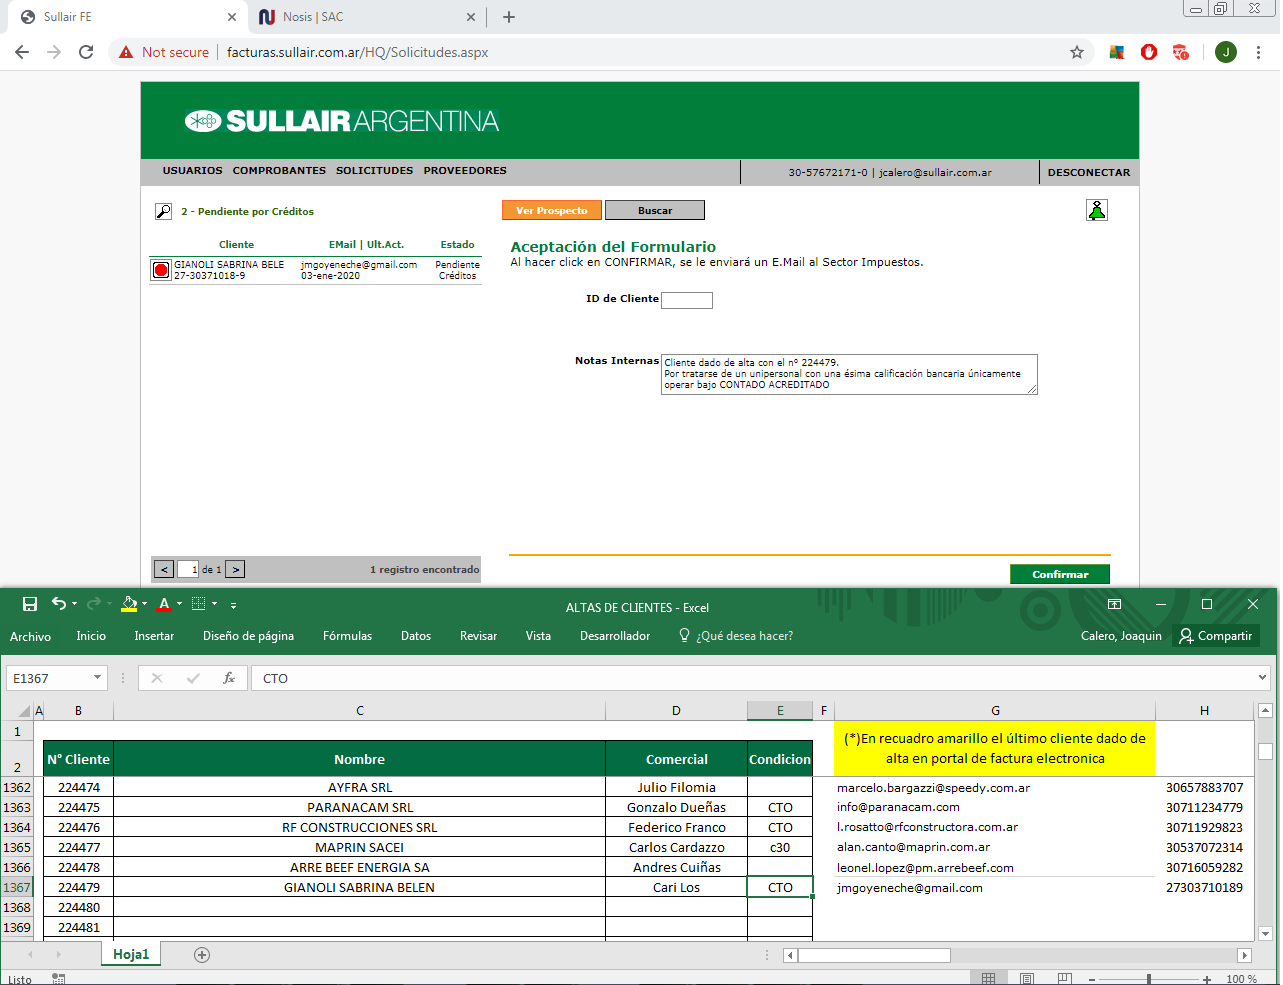 Sullair FE
Nosis | SAC
Not secure
facturas.sullair.com.ar/HQ/Solicitudes.aspx
J
SULLAIR ARGENTINA
USUARIOS COMPROBANTES SOLICITUDES PROVEEDORES
30-57672171-0 | jcalero@sullair.com.ar
DESCONECTAR
2 - Pendiente por Créditos
Ver Prospecto
Buscar
Cliente EMail | Ult.Act. Estado
GIANOLI SABRINA BELE jmgoyeneche@gmail.com Pendiente
27-30371018-9 03-ene-2020 Créditos
Aceptación del Formulario
Al hacer click en CONFIRMAR, se le enviará un E.Mail al Sector Impuestos.
ID de Cliente
Notas Internas
Cliente dado de alta con el nº 224479.
Por tratarse de un unipersonal con una ésima calificación bancaria únicamente
operar bajo CONTADO ACREDITADO
< 1 de 1 >
1 registro encontrado
Confirmar
ALTAS DE CLIENTES - Excel
Archivo Inicio Insertar Diseño de página Fórmulas Datos Revisar Vista Desarrollador ¿Qué desea hacer?
Calero, Joaquin
Compartir
E1367
fx
CTO
A B C D E F G H
1
(*)En recuadro amarillo el último cliente dado de
alta en portal de factura electronica
2 Nº Cliente Nombre Comercial Condicion
1362 224474 AYFRA SRL Julio Filomia marcelo.bargazzi@speedy.com.ar 30657883707
1363 224475 PARANACAM SRL Gonzalo Dueñas CTO info@paranacam.com 30711234779
1364 224476 RF CONSTRUCCIONES SRL Federico Franco CTO l.rosatto@rfconstructora.com.ar 30711929823
1365 224477 MAPRIN SACEI Carlos Cardazzo c30 alan.canto@maprin.com.ar 30537072314
1366 224478 ARRE BEEF ENERGIA SA Andres Cuiñas leonel.lopez@pm.arrebeef.com 30716059282
1367 224479 GIANOLI SABRINA BELEN Cari Los CTO jmgoyeneche@gmail.com 27303710189
1368 224480
1369 224481
Hoja1
Listo
100 %